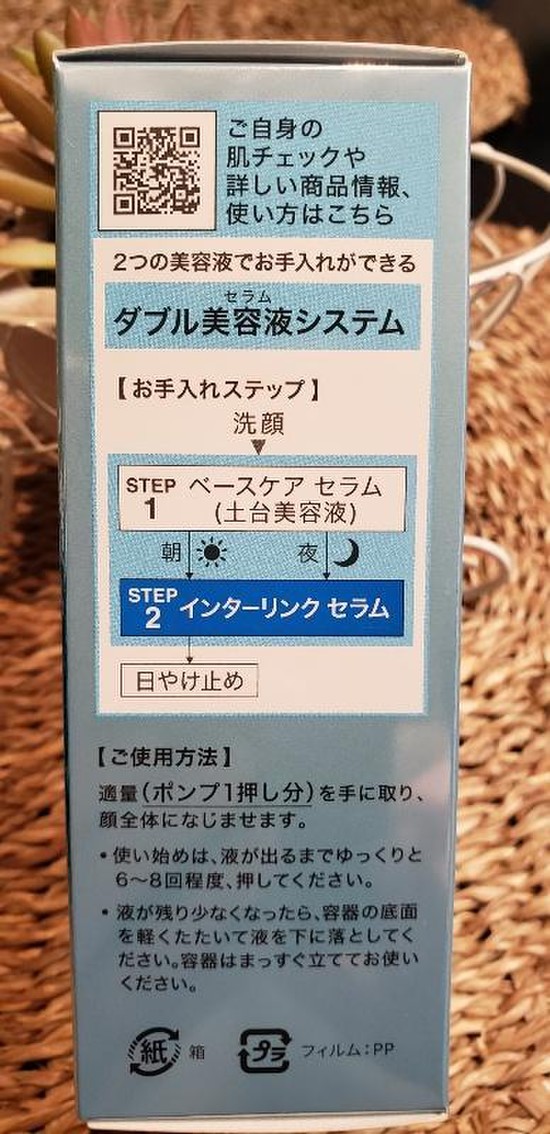 ご自身の
肌チェックや
詳しい商品情報、
使い方はこちら
2つの美容液でお手入れができる
セラム
ダブル美容液システム
【お手入れステップ】
洗顔
STEP 1 ベースケア セラム
(土台美容液)
朝 夜
STEP 2 インターリンク セラム
日やけ止め
【ご使用方法】
適量(ポンプ1押し分)を手に取り、
顔全体になじませます。
・使い始めは、液が出るまでゆっくりと
6〜8回程度、押してください。
・液が残り少なくなったら、容器の底面
を軽くたたいて液を下に落としてく
ださい。容器はまっすぐ立ててお使い
ください。
紙 箱 プラ フィルム:PP